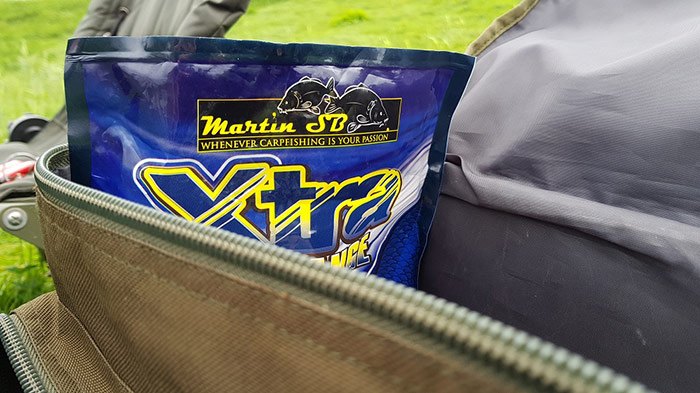 Martin SB
WHENEVER CARPFISHING IS YOUR PASSION
Xtra